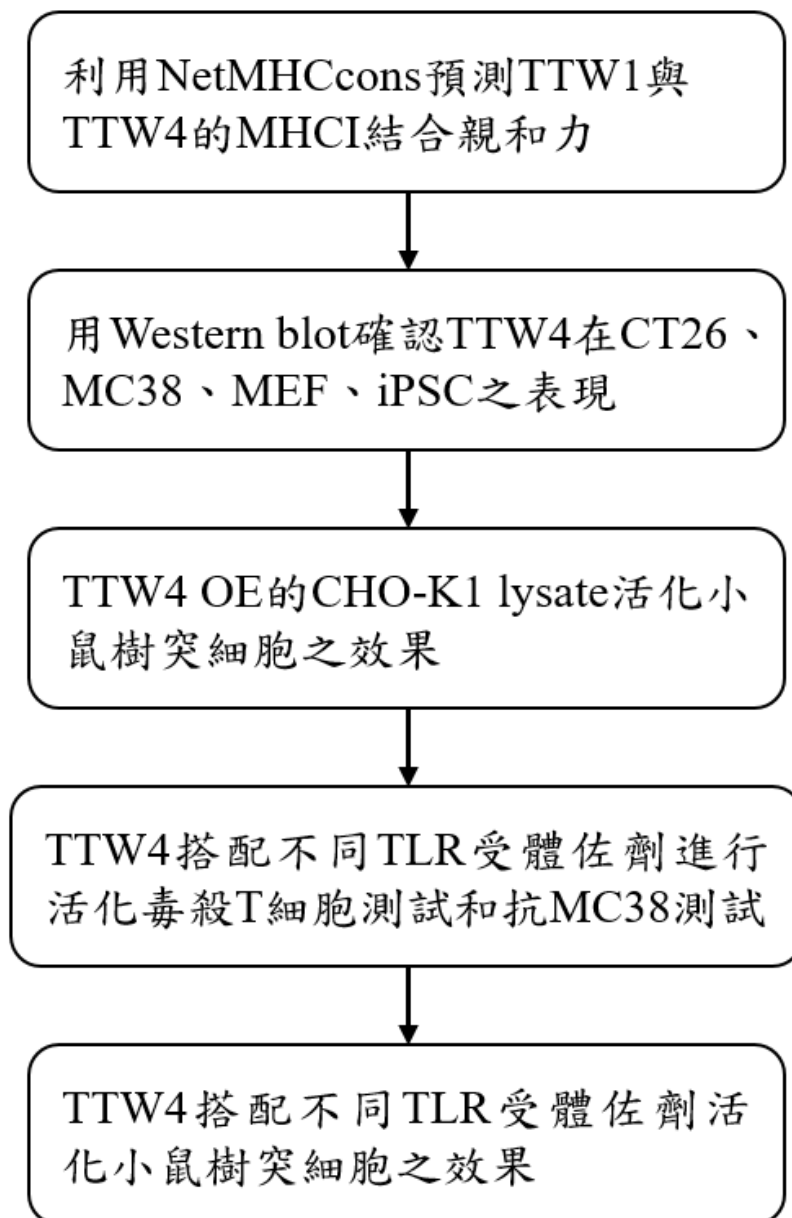 利用NetMHCcons預測TTW1與
TTW4的MHCI結合親和力
用Western blot確認TTW4在CT26、
MC38、MEF、iPSC之表現
TTW4 OE的CHO-K1 lysate活化小
鼠樹突細胞之效果
TTW4搭配不同TLR受體佐劑進行
活化毒殺T細胞測試和抗MC38測試
TTW4搭配不同TLR受體佐劑活
化小鼠樹突細胞之效果